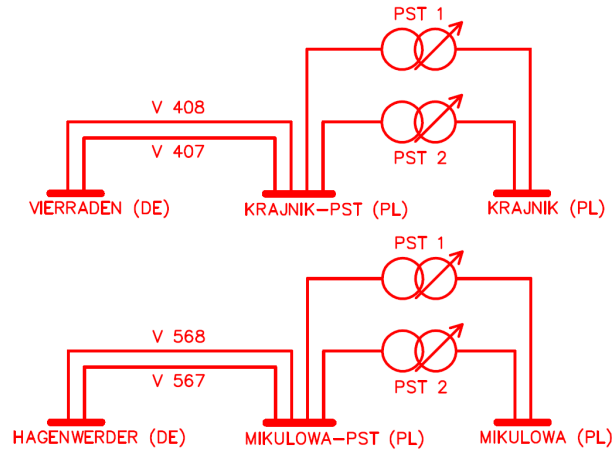 PST 1
V 408
V 407
PST 2
VIERRADEN (DE)
KRAJNIK-PST (PL)
KRAJNIK (PL)
PST 1
V 568
V 567
PST 2
HAGENWERDER (DE)
MIKULOWA-PST (PL)
MIKULOWA (PL)